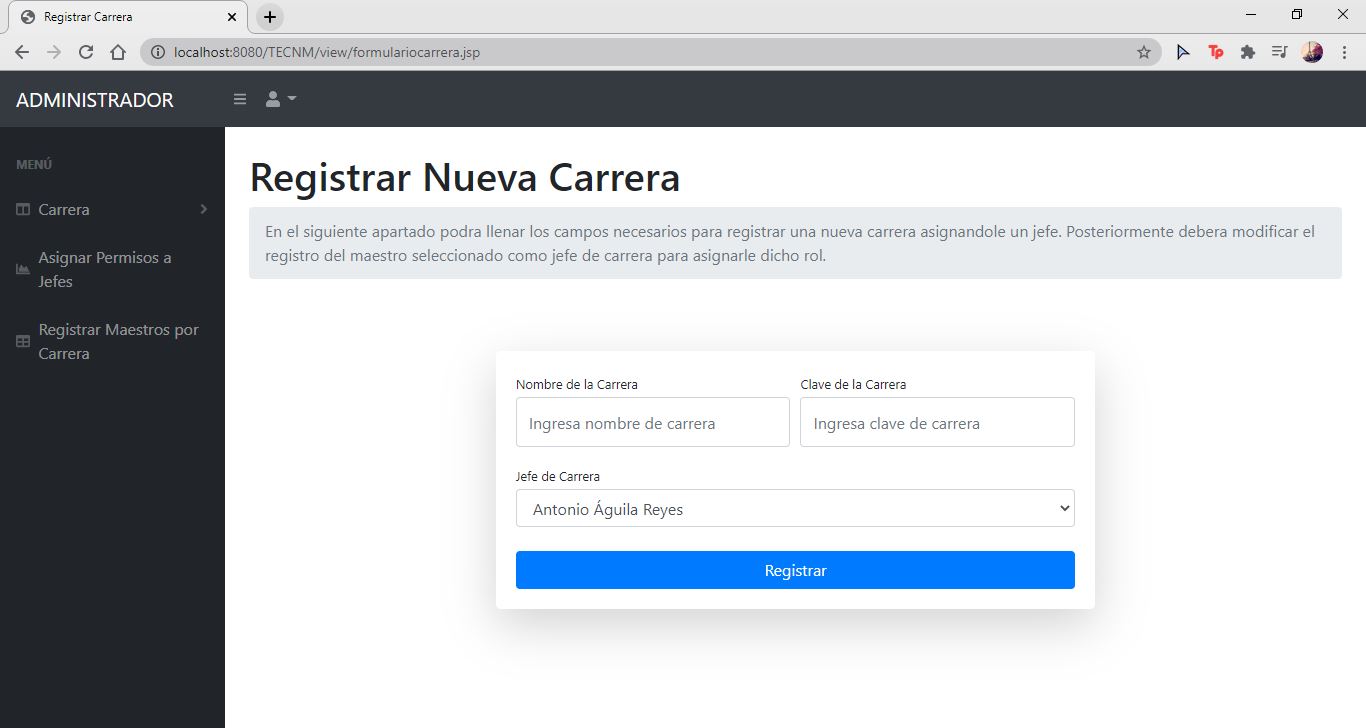 Registrar Carrera
localhost:8080/TECNM/view/formulariocarrera.jsp
ADMINISTRADOR
MENÚ
Carrera
Asignar Permisos a
Jefes
Registrar Maestros por
Carrera
Registrar Nueva Carrera
En el siguiente apartado podra llenar los campos necesarios para registrar una nueva carrera asignandole un jefe. Posteriormente debera modificar el
registro del maestro seleccionado como jefe de carrera para asignarle dicho rol.
Nombre de la Carrera
Clave de la Carrera
Ingresa nombre de carrera
Ingresa clave de carrera
Jefe de Carrera
Antonio Águila Reyes
Registrar